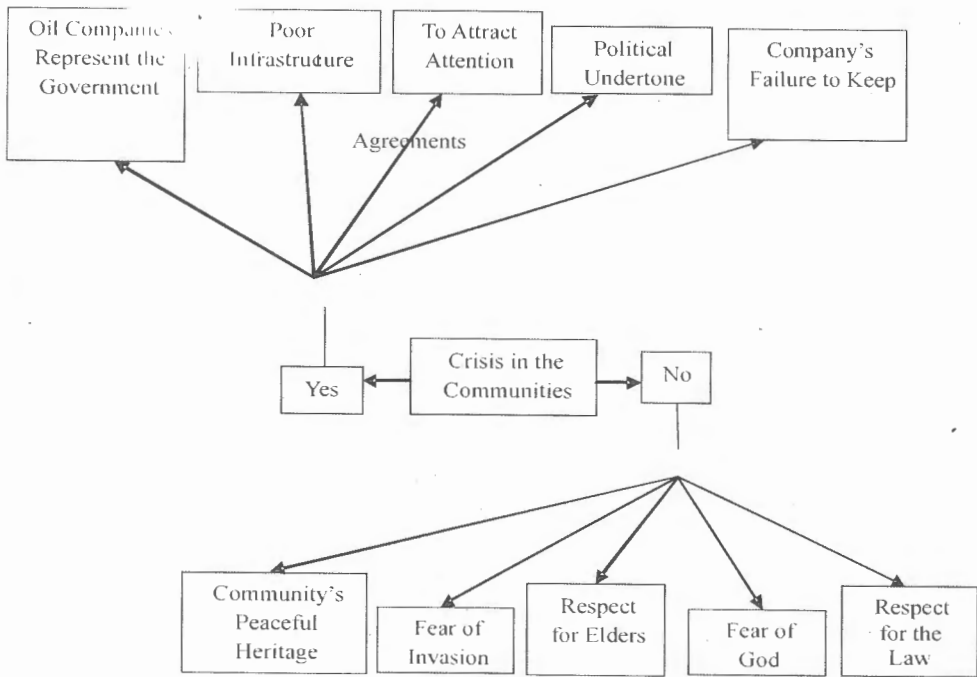 Oil Companies
Represent the
Government
Poor
Infrastructure
To Attract
Attention
Political
Undertone
Company's
Failure to Keep
Agreements
Yes
Crisis in the
Communities
No
Community's
Peaceful
Heritage
Fear of
Invasion
Respect
for Elders
Fear of
God
Respect
for the
Law